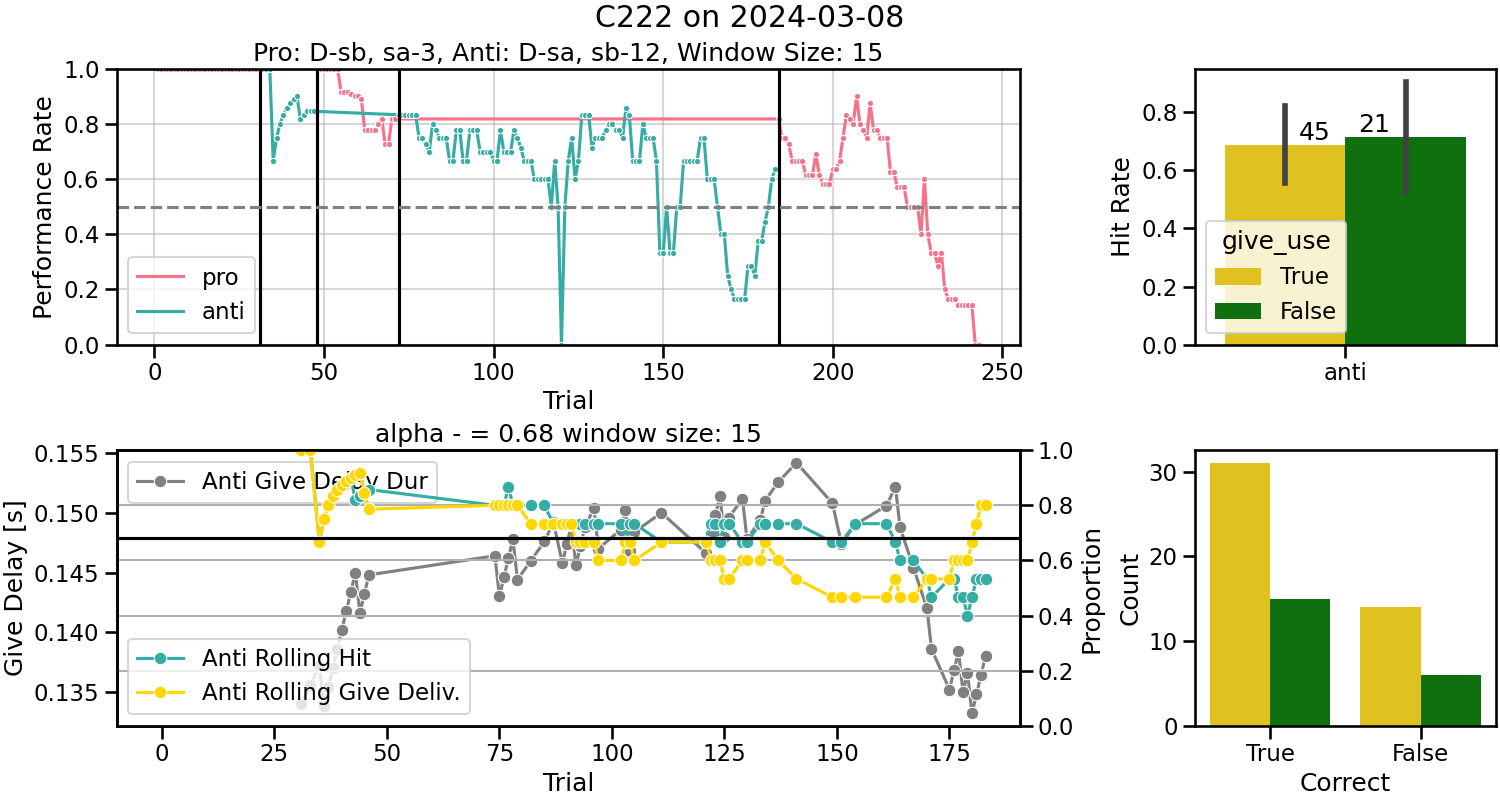 C222 on 2024-03-08
Pro: D-sb, sa-3, Anti: D-sa, sb-12, Window Size: 15
Performance Rate
1.0
0.8
0.6
0.4
0.2
0.0
pro
anti
0 50 100 150 200 250
Trial
Hit Rate
0.8
0.6
0.4
0.2
0.0
45 21
give_use
True
False
anti
alpha - = 0.68 window size: 15
Give Delay [s]
0.155
0.150
0.145
0.140
0.135
Anti Give Delay Dur
Anti Rolling Hit
Anti Rolling Give Deliv.
1.0
0.8
0.6
0.4
0.2
0.0
Proportion
0 25 50 75 100 125 150 175
Trial
Count
30
20
10
0
True False
Correct